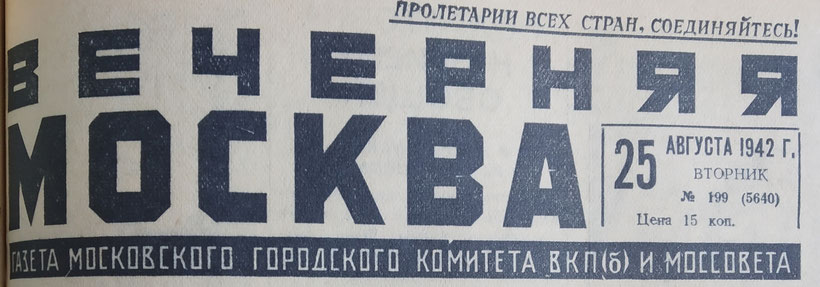 ПРОЛЕТАРИИ ВСЕХ СТРАН, СОЕДИНЯЙТЕСЬ!
ВЕЧЕРНЯЯ
МОСКВА
25 АВГУСТА 1942 Г.
ВТОРНИК
№ 199 (5640)
Цена 15 коп.
ГАЗЕТА МОСКОВСКОГО ГОРОДСКОГО КОМИТЕТА ВКП(б) И МОССОВЕТА